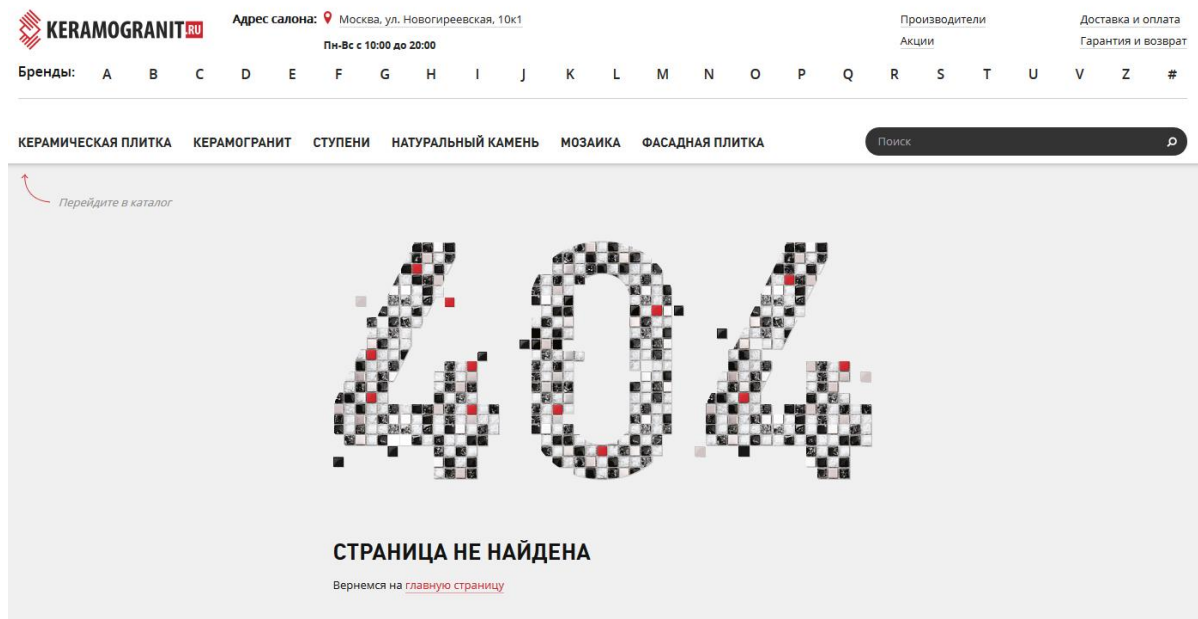 KERAMOGRANIT.RU
Адрес салона: Москва, ул. Новогиреевская, 10к1
Пн-Вс с 10:00 до 20:00
Производители
Акции
Доставка и оплата
Гарантия и возврат
Бренды: A B C D E F G H I J K L M N O P Q R S T U V Z #
КЕРАМИЧЕСКАЯ ПЛИТКА КЕРАМОГРАНИТ СТУПЕНИ НАТУРАЛЬНЫЙ КАМЕНЬ МОЗАИКА ФАСАДНАЯ ПЛИТКА
Поиск
Перейдите в каталог
404
СТРАНИЦА НЕ НАЙДЕНА
Вернемся на главную страницу